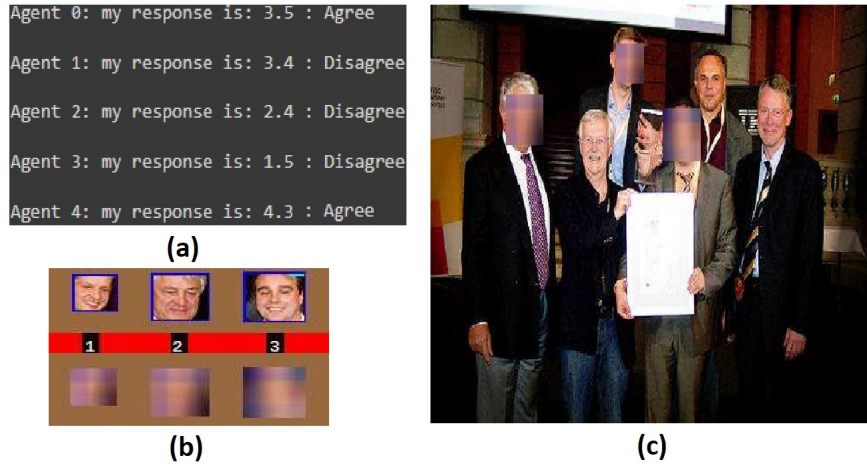 Agent 0: my response is: 3.5 : Agree
Agent 1: my response is: 3.4 : Disagree
Agent 2: my response is: 2.4 : Disagree
Agent 3: my response is: 1.5 : Disagree
Agent 4: my response is: 4.3 : Agree
(a)
1 2 3
(b)
(c)